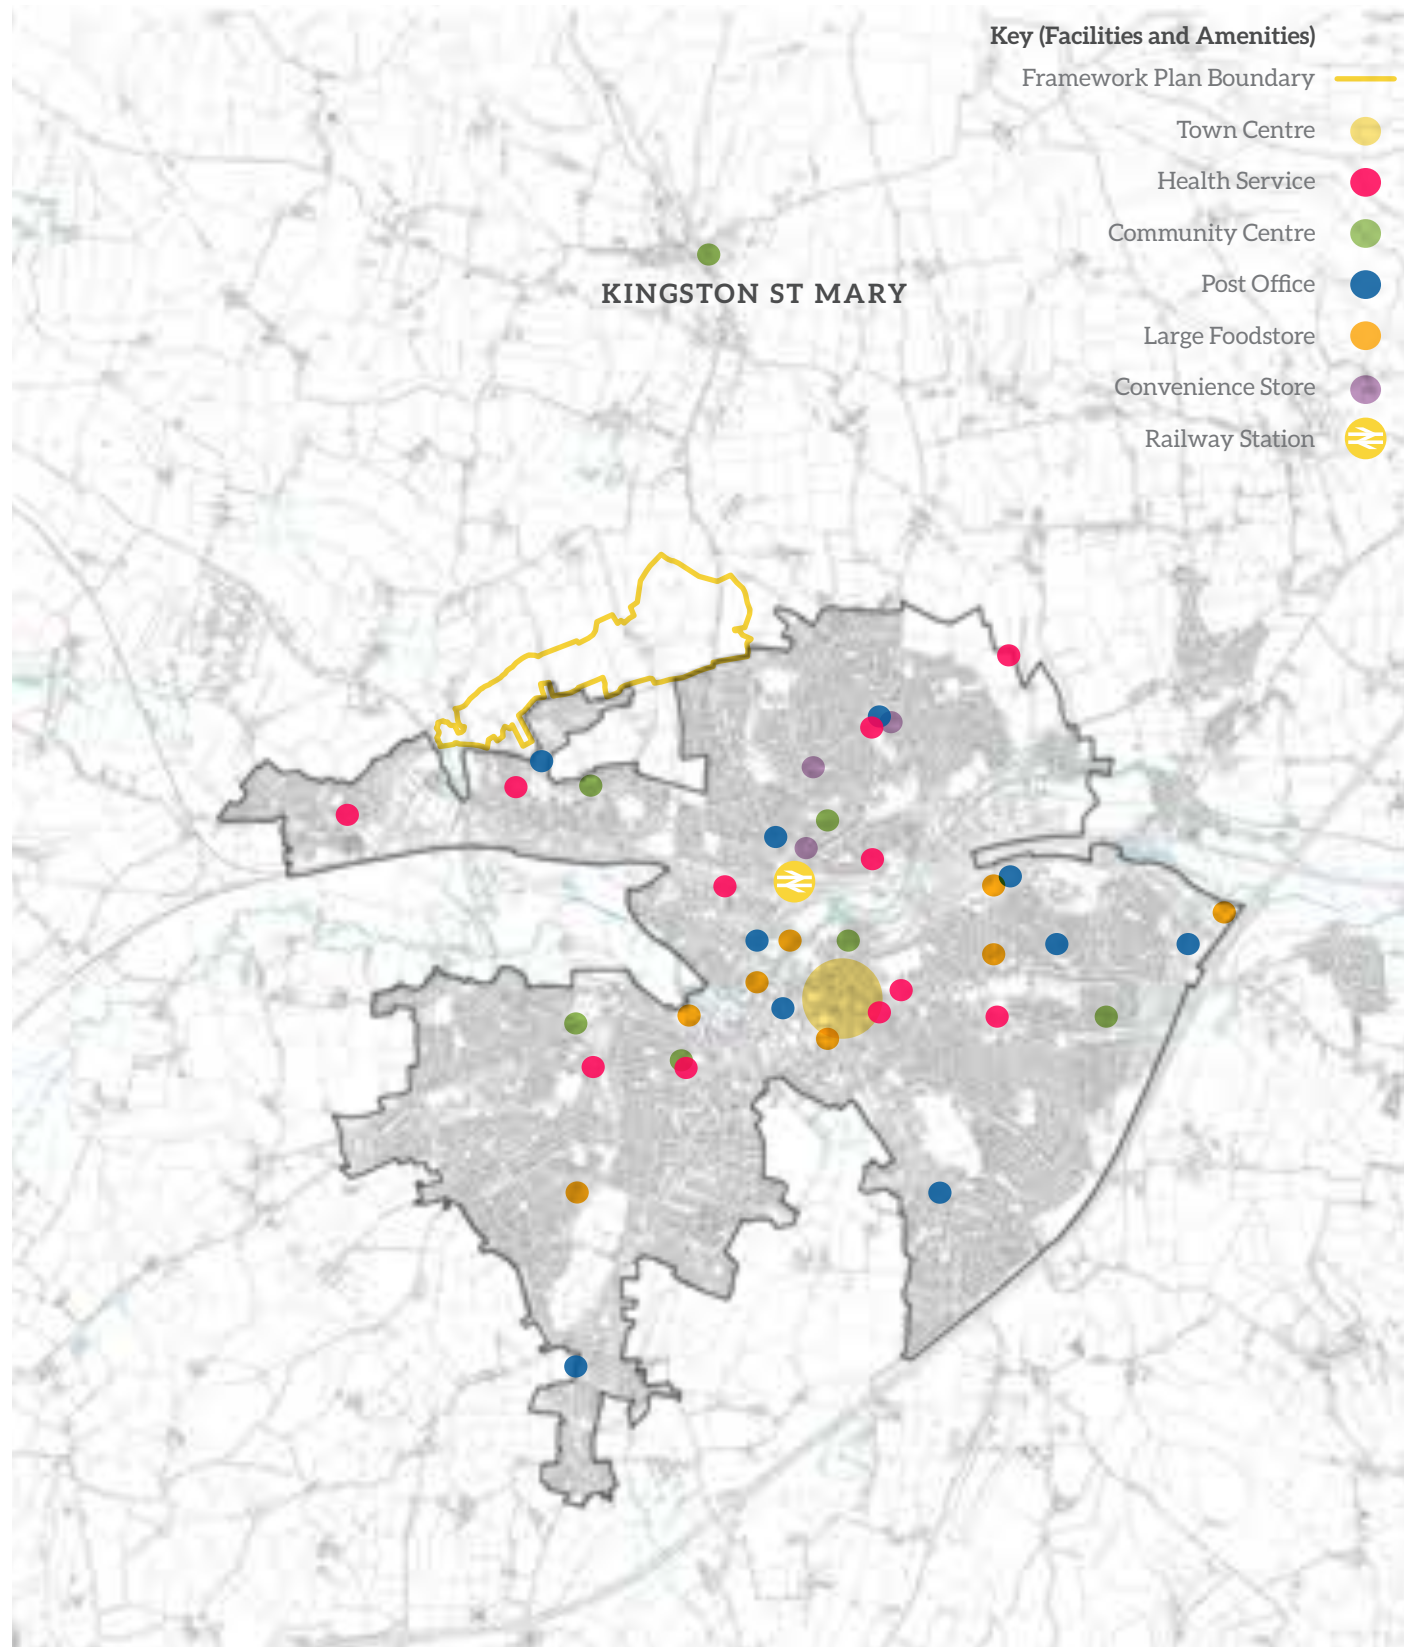 Key (Facilities and Amenities)
Framework Plan Boundary
Town Centre
Health Service
Community Centre
Post Office
Large Foodstore
Convenience Store
Railway Station
KINGSTON ST MARY